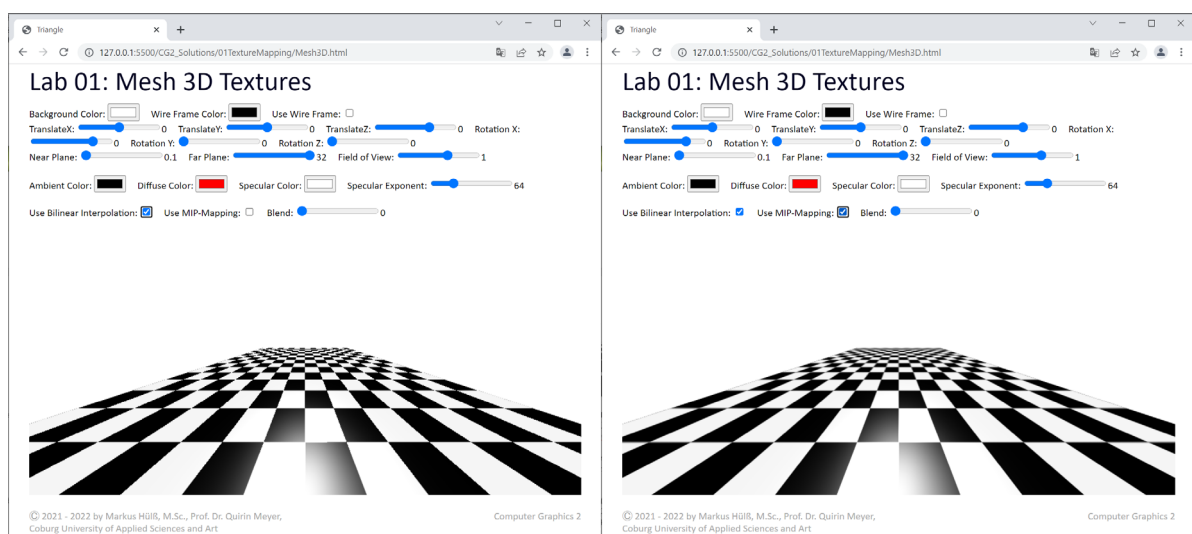 Triangle
127.0.0.1:5500/CG2_Solutions/01TextureMapping/Mesh3D.html
Lab 01: Mesh 3D Textures
Background Color: Wire Frame Color: Use Wire Frame:
TranslateX: 0 TranslateY: 0 TranslateZ: 0 Rotation X:
0 Rotation Y: 0 Rotation Z: 0
Near Plane: 0.1 Far Plane: 32 Field of View: 1
Ambient Color: Diffuse Color: Specular Color: Specular Exponent: 64
Use Bilinear Interpolation: Use MIP-Mapping: Blend: 0
© 2021 - 2022 by Markus Hülß, M.Sc., Prof. Dr. Quirin Meyer,
Coburg University of Applied Sciences and Art
Computer Graphics 2
Triangle
127.0.0.1:5500/CG2_Solutions/01TextureMapping/Mesh3D.html
Lab 01: Mesh 3D Textures
Background Color: Wire Frame Color: Use Wire Frame:
TranslateX: 0 TranslateY: 0 TranslateZ: 0 Rotation X:
0 Rotation Y: 0 Rotation Z: 0
Near Plane: 0.1 Far Plane: 32 Field of View: 1
Ambient Color: Diffuse Color: Specular Color: Specular Exponent: 64
Use Bilinear Interpolation: Use MIP-Mapping: Blend: 0
© 2021 - 2022 by Markus Hülß, M.Sc., Prof. Dr. Quirin Meyer,
Coburg University of Applied Sciences and Art
Computer Graphics 2